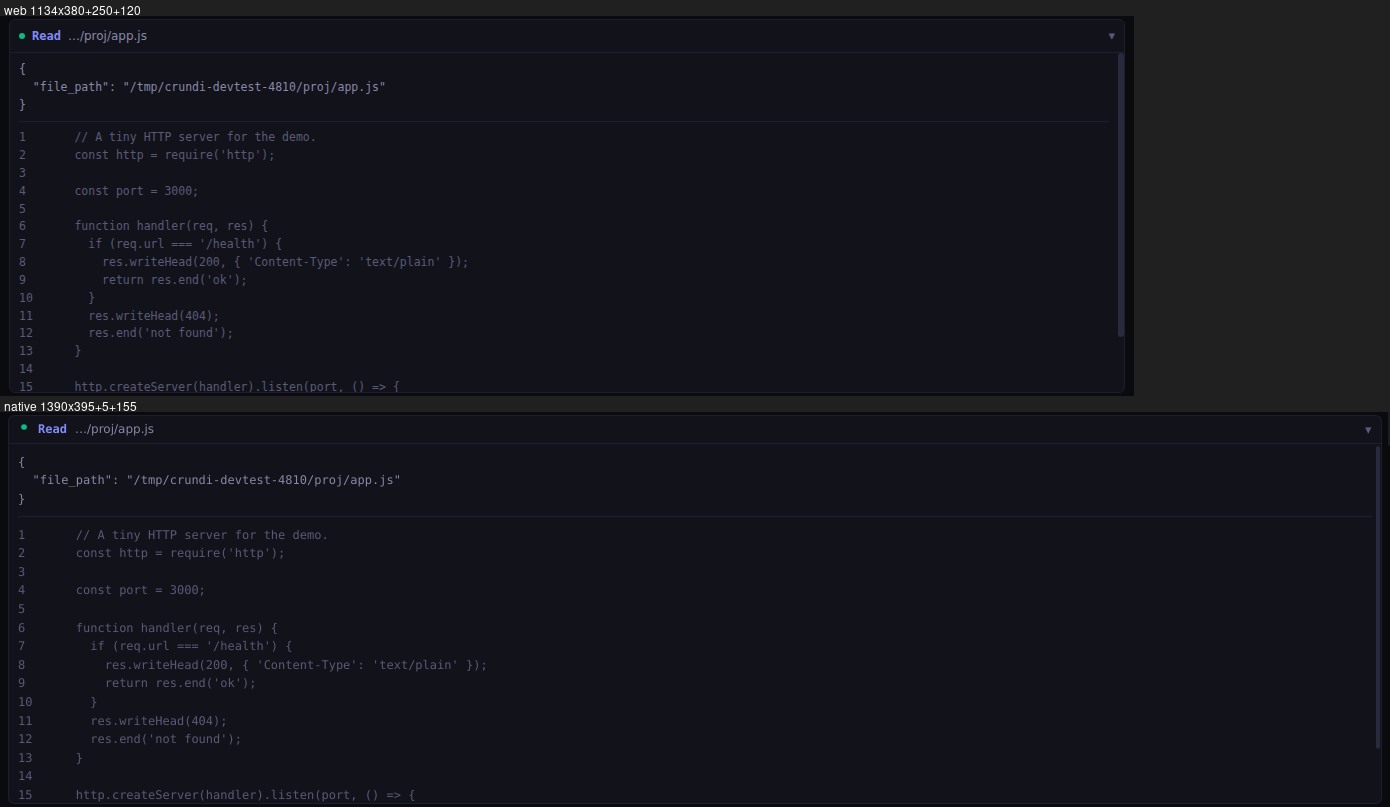 web 1134x380+250+120
Read .../proj/app.js ▼
{
  "file_path": "/tmp/crundi-devtest-4810/proj/app.js"
}
1       // A tiny HTTP server for the demo.
2       const http = require('http');
3
4       const port = 3000;
5
6       function handler(req, res) {
7         if (req.url === '/health') {
8           res.writeHead(200, { 'Content-Type': 'text/plain' });
9           return res.end('ok');
10        }
11        res.writeHead(404);
12        res.end('not found');
13      }
14
15      http.createServer(handler).listen(port, () => {
native 1390x395+5+155
Read .../proj/app.js ▼
{
  "file_path": "/tmp/crundi-devtest-4810/proj/app.js"
}
1       // A tiny HTTP server for the demo.
2       const http = require('http');
3
4       const port = 3000;
5
6       function handler(req, res) {
7         if (req.url === '/health') {
8           res.writeHead(200, { 'Content-Type': 'text/plain' });
9           return res.end('ok');
10        }
11        res.writeHead(404);
12        res.end('not found');
13      }
14
15      http.createServer(handler).listen(port, () => {